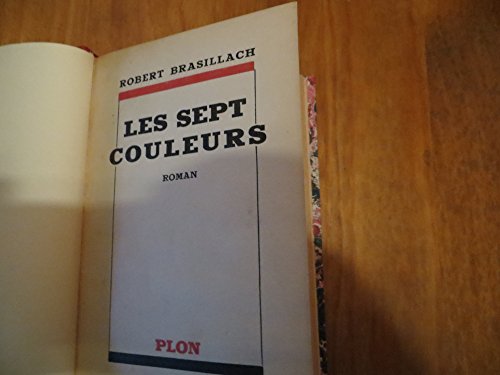 ROBERT BRASILLACH
LES SEPT
COULEURS
ROMAN
PLON